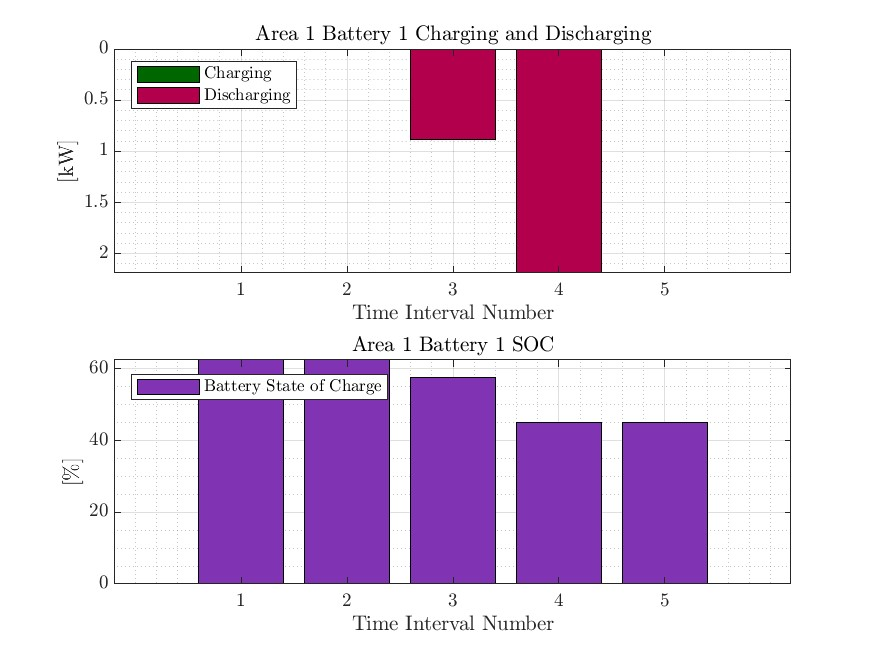 Area 1 Battery 1 Charging and Discharging
0
Charging
0.5
Discharging
1
[kW]
1.5
2
1 2 3 4 5
Time Interval Number
Area 1 Battery 1 SOC
60
Battery State of Charge
40
[%]
20
0
1 2 3 4 5
Time Interval Number